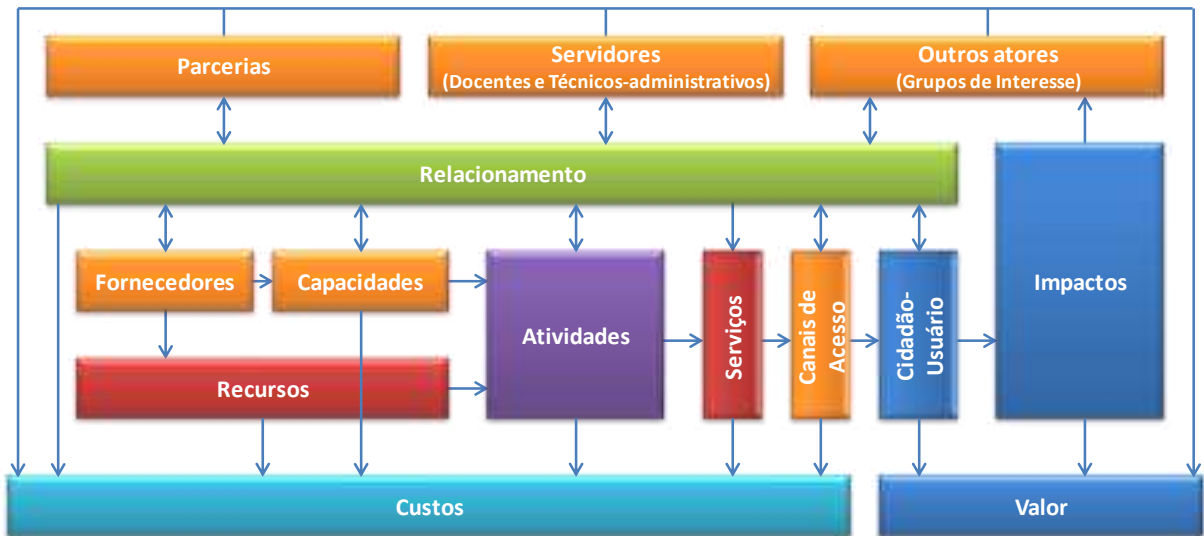 Parcerias
Servidores
(Docentes e Técnicos-administrativos)
Outros atores
(Grupos de Interesse)
Relacionamento
Fornecedores
Capacidades
Recursos
Atividades
Serviços
Canais de
Acesso
Cidadão-
Usuário
Impactos
Custos
Valor